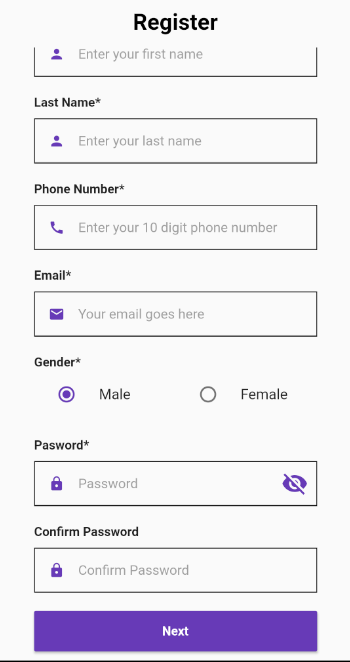 Register
Enter your first name
Last Name*
Enter your last name
Phone Number*
Enter your 10 digit phone number
Email*
Your email goes here
Gender*
Male Female
Pasword*
Password
Confirm Password
Confirm Password
Next